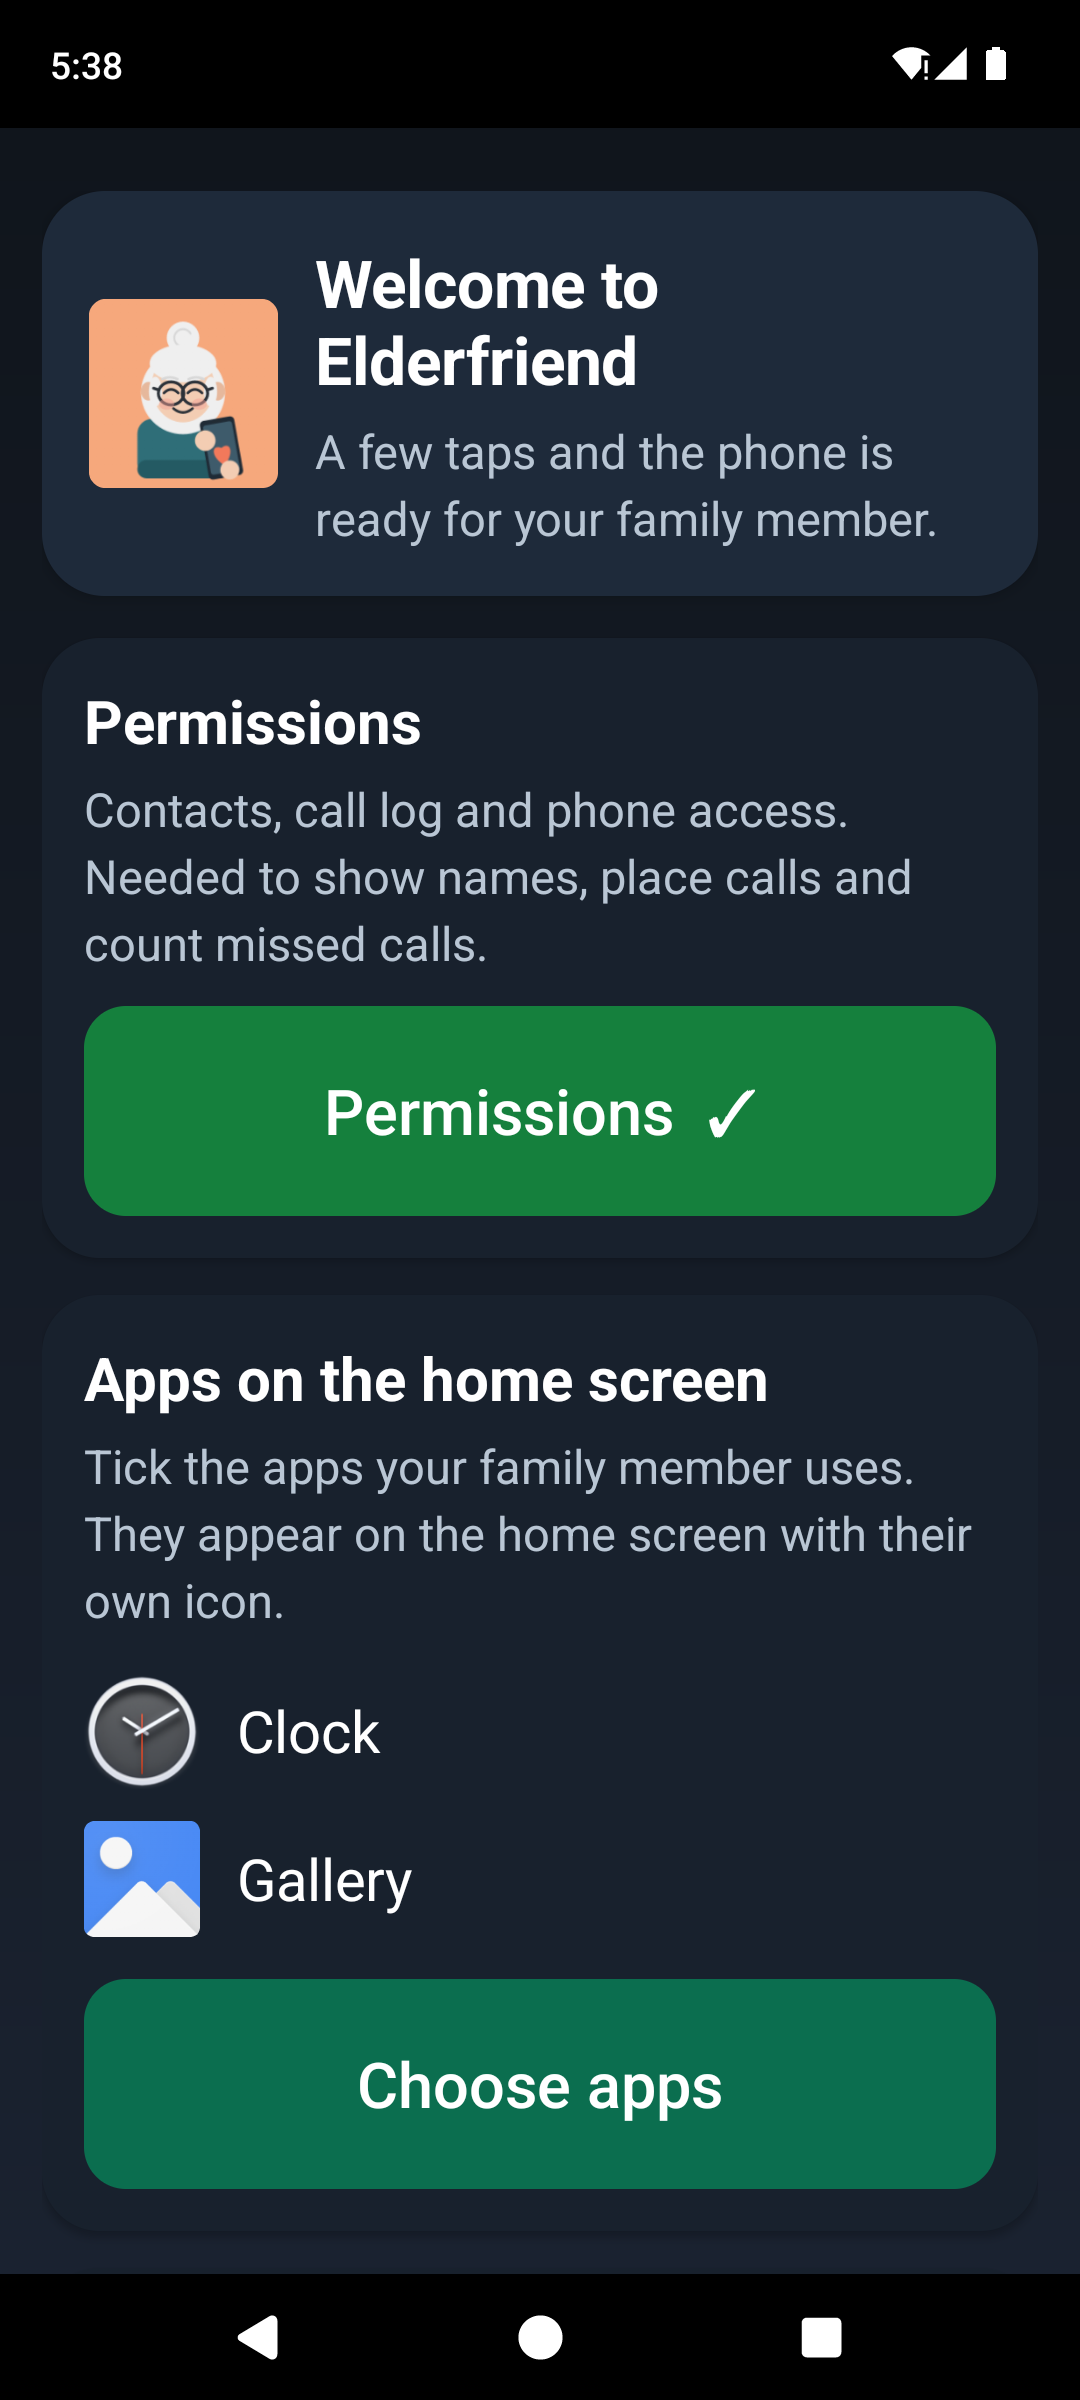 5:38
Welcome to
Elderfriend
A few taps and the phone is
ready for your family member.
Permissions
Contacts, call log and phone access.
Needed to show names, place calls and
count missed calls.
Permissions ✓
Apps on the home screen
Tick the apps your family member uses.
They appear on the home screen with their
own icon.
Clock
Gallery
Choose apps